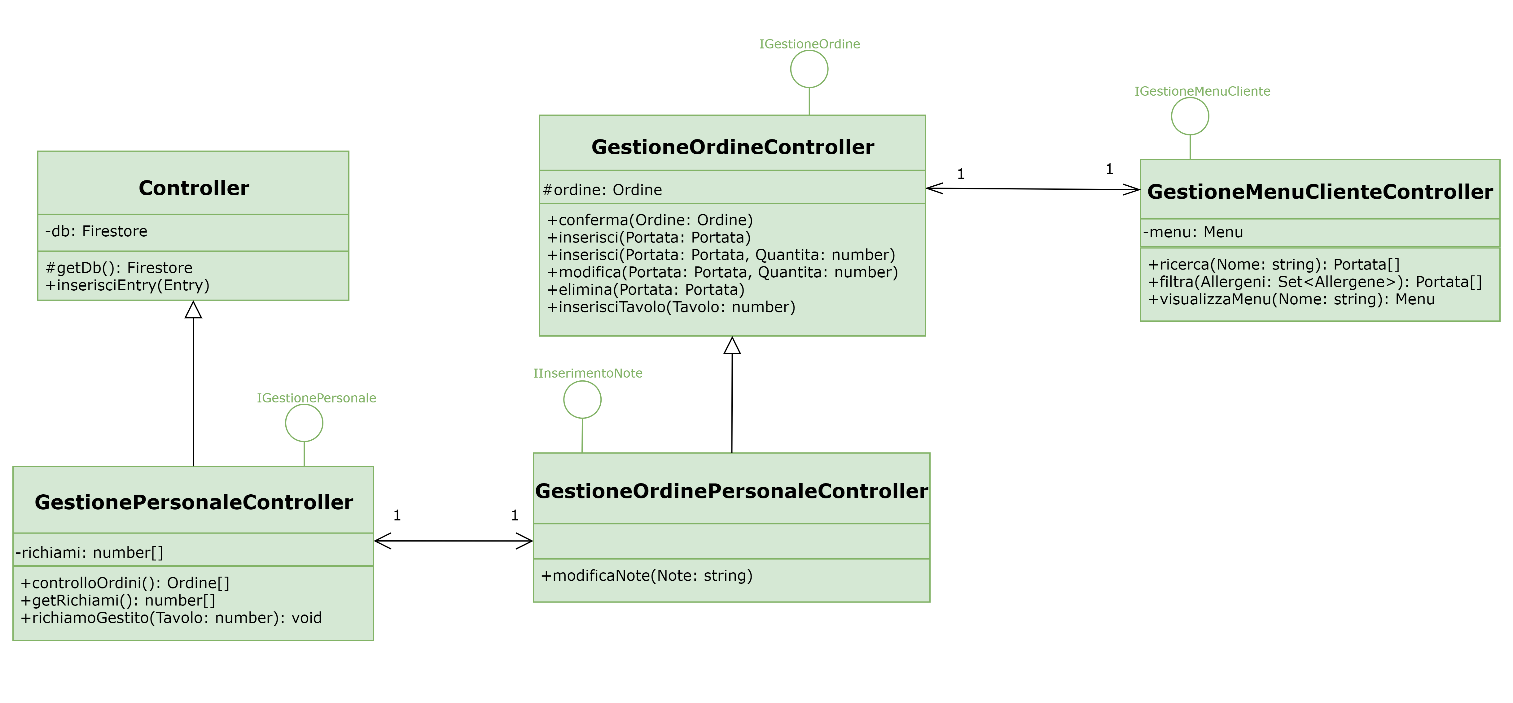 IGestioneOrdine
GestioneOrdineController
#ordine: Ordine
+conferma(Ordine: Ordine)
+inserisci(Portata: Portata)
+inserisci(Portata: Portata, Quantita: number)
+modifica(Portata: Portata, Quantita: number)
+elimina(Portata: Portata)
+inserisciTavolo(Tavolo: number)
1
1
IGestioneMenuCliente
GestioneMenuClienteController
-menu: Menu
+ricerca(Nome: string): Portata[]
+filtra(Allergeni: Set<Allergene>): Portata[]
+visualizzaMenu(Nome: string): Menu
Controller
-db: Firestore
#getDb(): Firestore
+inserisciEntry(Entry)
IGestionePersonale
GestionePersonaleController
-richiami: number[]
+controlloOrdini(): Ordine[]
+getRichiami(): number[]
+richiamoGestito(Tavolo: number): void
1
1
IInserimentoNote
GestioneOrdinePersonaleController
+modificaNote(Note: string)